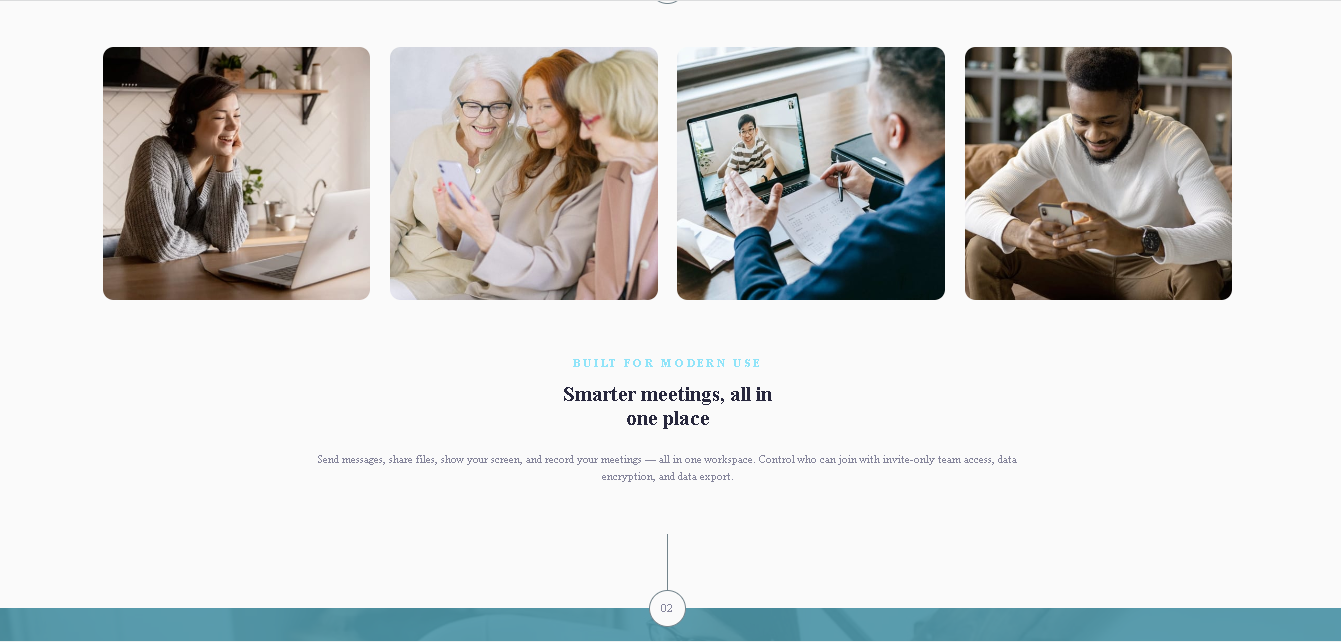 BUILT FOR MODERN USE
Smarter meetings, all in
one place
Send messages, share files, show your screen, and record your meetings — all in one workspace. Control who can join with invite-only team access, data
encryption, and data export.
02